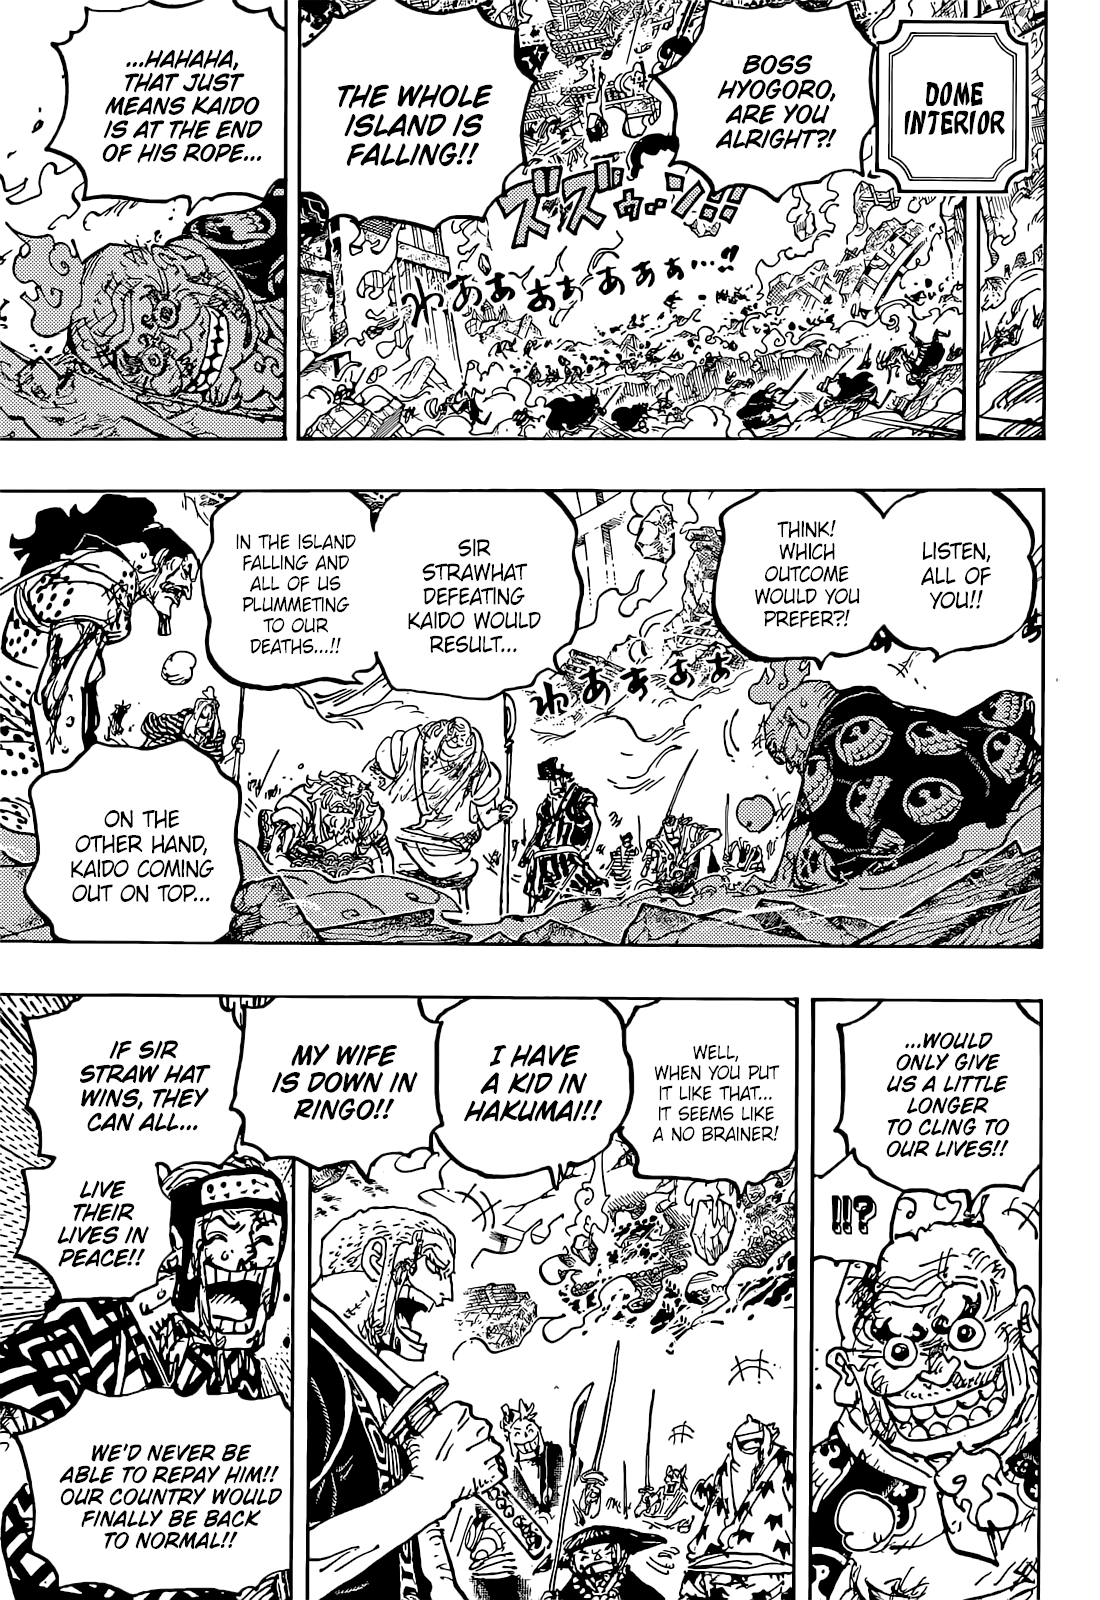 DOME
INTERIOR
BOSS
HYOGORO,
ARE YOU
ALRIGHT?!
THE WHOLE
ISLAND IS
FALLING!!
ズズゥ…ン!!!
わぁぁぁぁぁぁぁ…!!
...HAHAHA,
THAT JUST
MEANS KAIDO
IS AT THE END
OF HIS ROPE...
LISTEN,
ALL OF
YOU!!
THINK!
WHICH
OUTCOME
WOULD YOU
PREFER?!
SIR
STRAWHAT
DEFEATING
KAIDO WOULD
RESULT...
IN THE ISLAND
FALLING AND
ALL OF US
PLUMMETING
TO OUR
DEATHS...!!
わぁぁぁぁぁ
ON THE
OTHER HAND,
KAIDO COMING
OUT ON TOP...
...WOULD
ONLY GIVE
US A LITTLE
LONGER
TO CLING TO
OUR LIVES!!
!!?
WELL,
WHEN YOU PUT
IT LIKE THAT...
IT SEEMS LIKE
A NO BRAINER!
I HAVE
A KID IN
HAKUMAI!!
MY WIFE
IS DOWN IN
RINGO!!
IF SIR
STRAW HAT
WINS, THEY
CAN ALL...
LIVE
THEIR
LIVES IN
PEACE!!
WE'D NEVER BE
ABLE TO REPAY HIM!!
OUR COUNTRY WOULD
FINALLY BE BACK
TO NORMAL!!